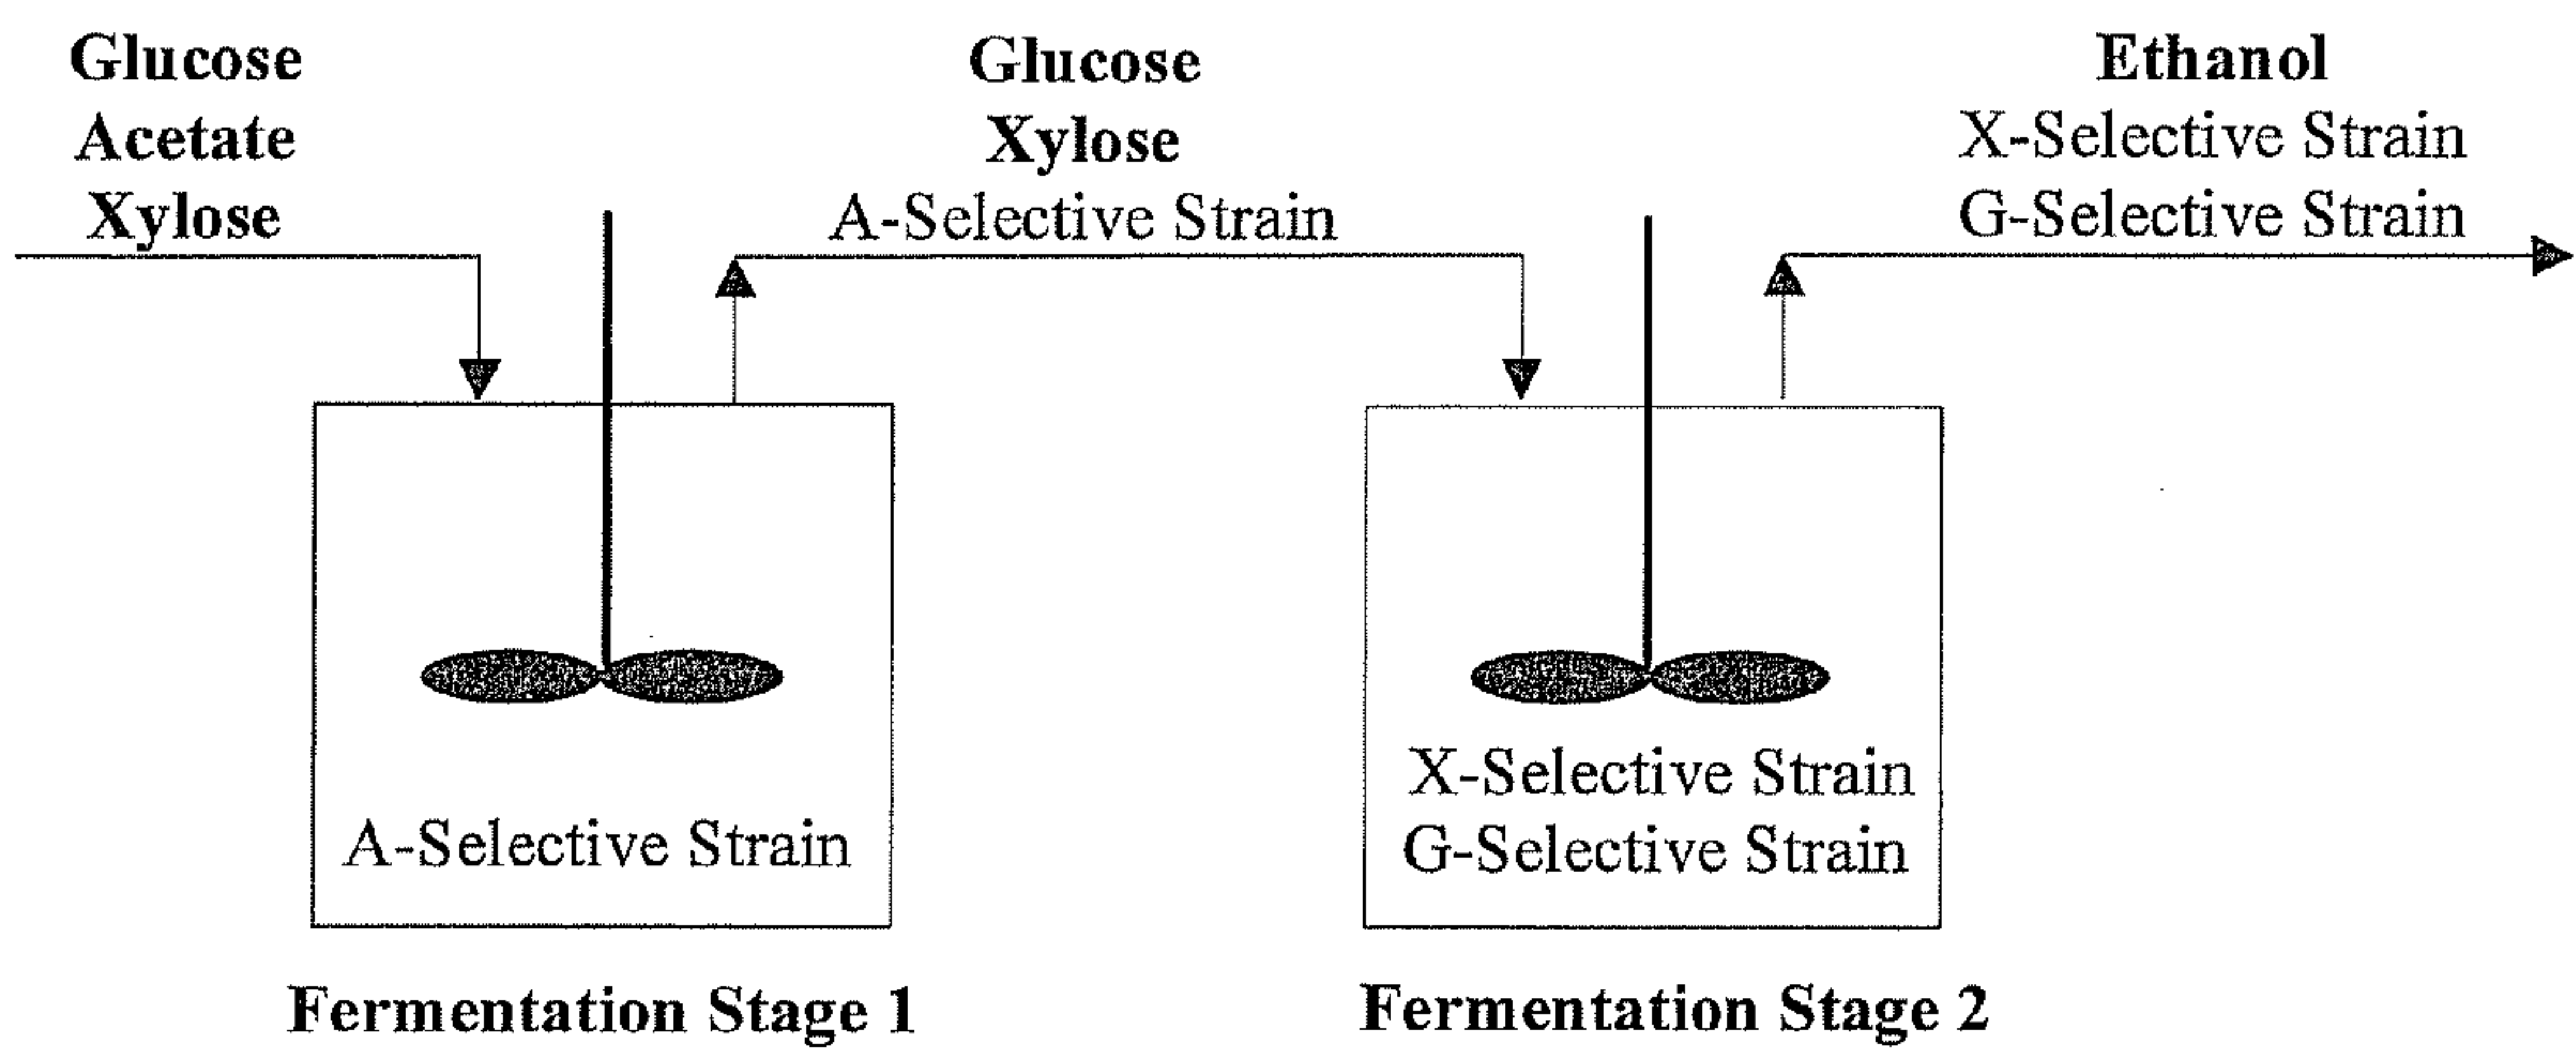 Glucose
Acetate
Xylose
Glucose
Xylose
A-Selective Strain
Ethanol
X-Selective Strain
G-Selective Strain
A-Selective Strain
X-Selective Strain
G-Selective Strain
Fermentation Stage 1
Fermentation Stage 2